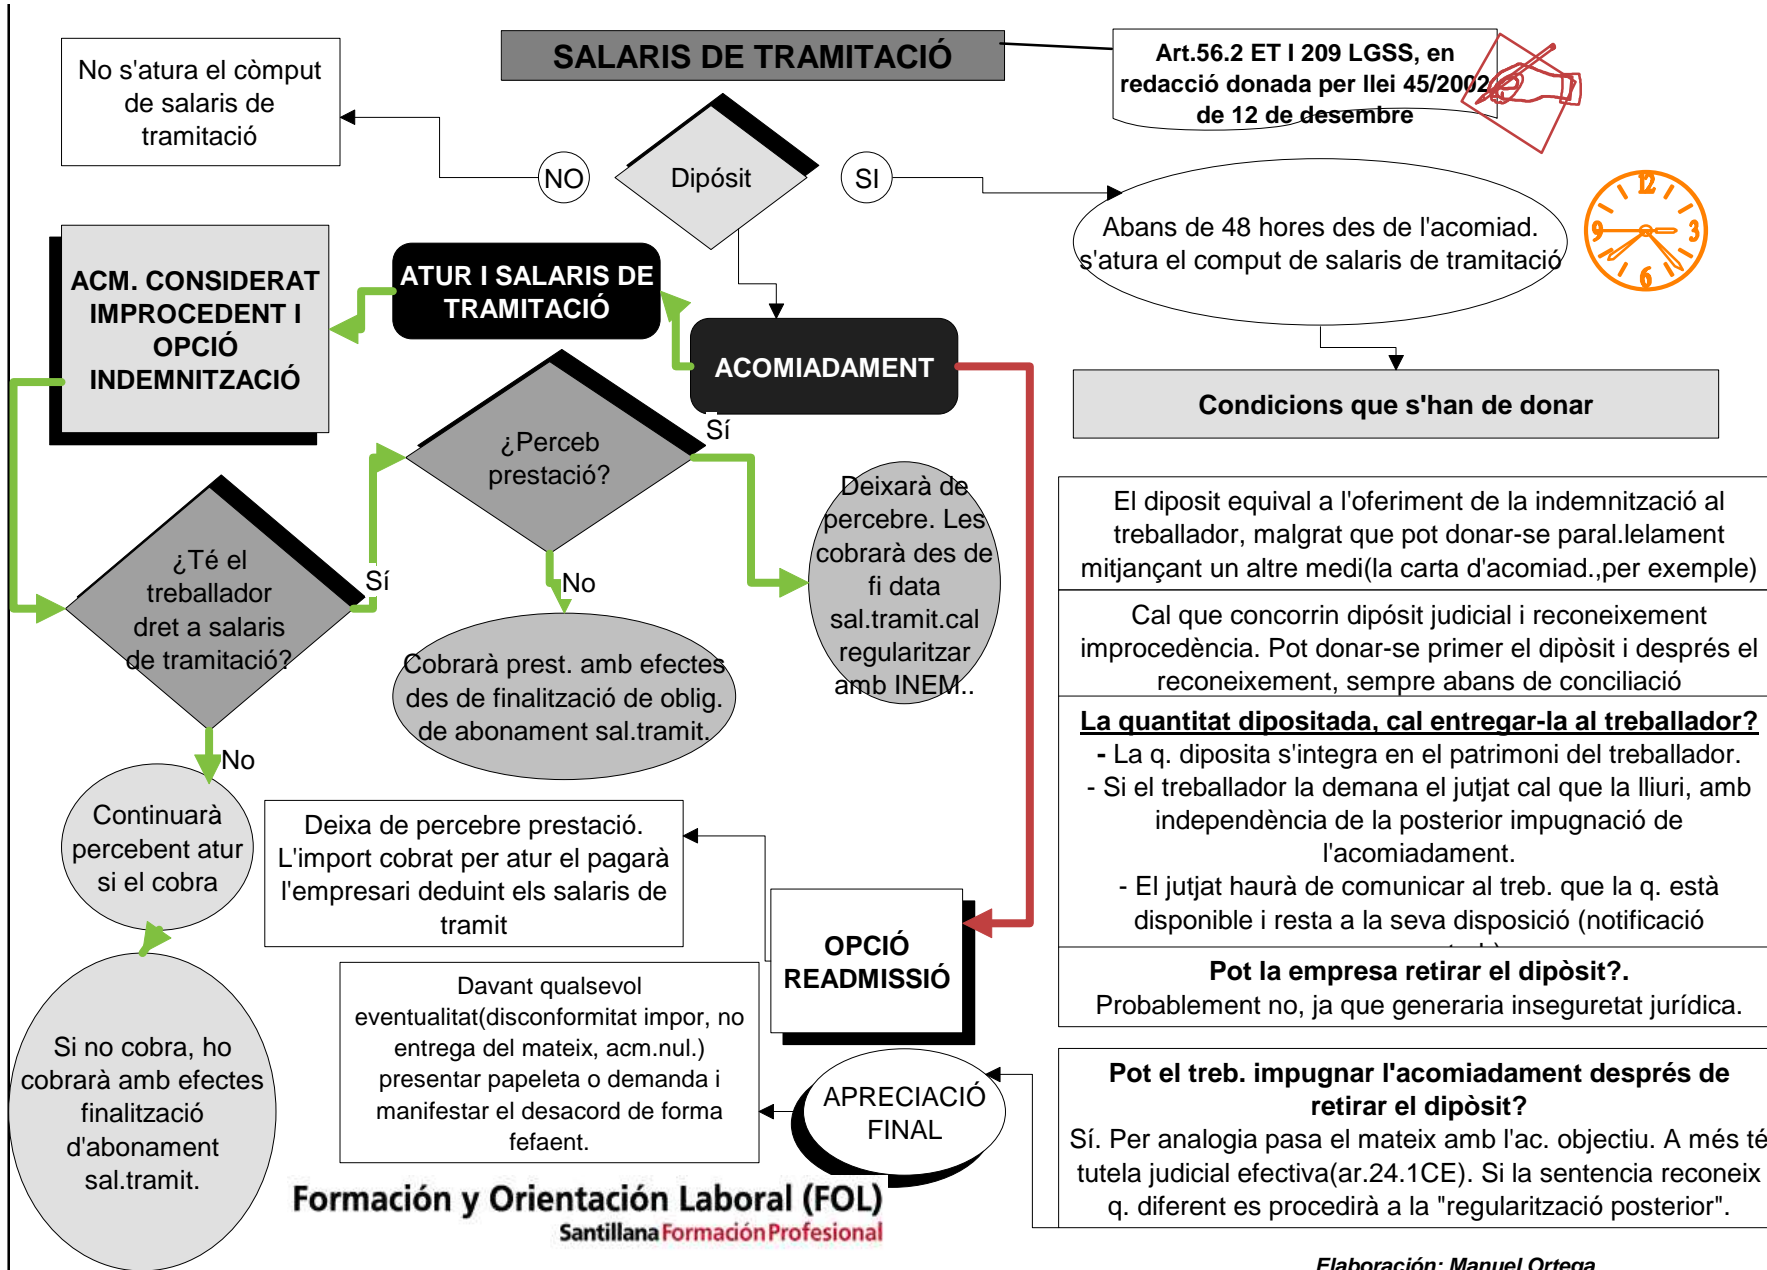 SALARIS DE TRAMITACIÓ
Art.56.2 ET I 209 LGSS, en
redacció donada per llei 45/2002
de 12 de desembre
No s'atura el còmput
de salaris de
tramitació
NO
Dipósit
SI
12
3
6
9
Abans de 48 hores des de l'acomiad.
s'atura el comput de salaris de tramitació
ACM. CONSIDERAT
IMPROCEDENT I
OPCIÓ
INDEMNITZACIÓ
ATUR I SALARIS DE
TRAMITACIÓ
ACOMIADAMENT
Condicions que s'han de donar
¿Perceb
prestació?
Sí
Deixarà de
percebre. Les
cobrarà des de
fi data
sal.tramit.cal
regularitzar
amb INEM..
¿Té el
treballador
dret a salaris
de tramitació?
Sí
No
Cobrarà prest. amb efectes
des de finalització de oblig.
de abonament sal.tramit.
No
Continuarà
percebent atur
si el cobra
Si no cobra, ho
cobrarà amb efectes
finalització
d'abonament
sal.tramit.
El diposit equival a l'oferiment de la indemnització al
treballador, malgrat que pot donar-se paral.lelament
mitjançant un altre medi(la carta d'acomiad.,per exemple)
Cal que concorrin dipósit judicial i reconeixement
improcedència. Pot donar-se primer el dipòsit i després el
reconeixement, sempre abans de conciliació
La quantitat dipositada, cal entregar-la al treballador?
- La q. diposita s'integra en el patrimoni del treballador.
- Si el treballador la demana el jutjat cal que la lliuri, amb
independència de la posterior impugnació de
l'acomiadament.
- El jutjat haurà de comunicar al treb. que la q. està
disponible i resta a la seva disposició (notificació
Pot la empresa retirar el dipòsit?.
Probablement no, ja que generaria inseguretat jurídica.
Pot el treb. impugnar l'acomiadament després de
retirar el dipòsit?
Sí. Per analogia pasa el mateix amb l'ac. objectiu. A més té
tutela judicial efectiva(ar.24.1CE). Si la sentencia reconeix
q. diferent es procedirà a la "regularització posterior".
Deixa de percebre prestació.
L'import cobrat per atur el pagarà
l'empresari deduint els salaris de
tramit
OPCIÓ
READMISSIÓ
Davant qualsevol
eventualitat(disconformitat impor, no
entrega del mateix, acm.nul.)
presentar papeleta o demanda i
manifestar el desacord de forma
fefaent.
APRECIACIÓ
FINAL
Formación y Orientación Laboral (FOL)
Santillana Formación Profesional
Elaboración: Manuel Ortega